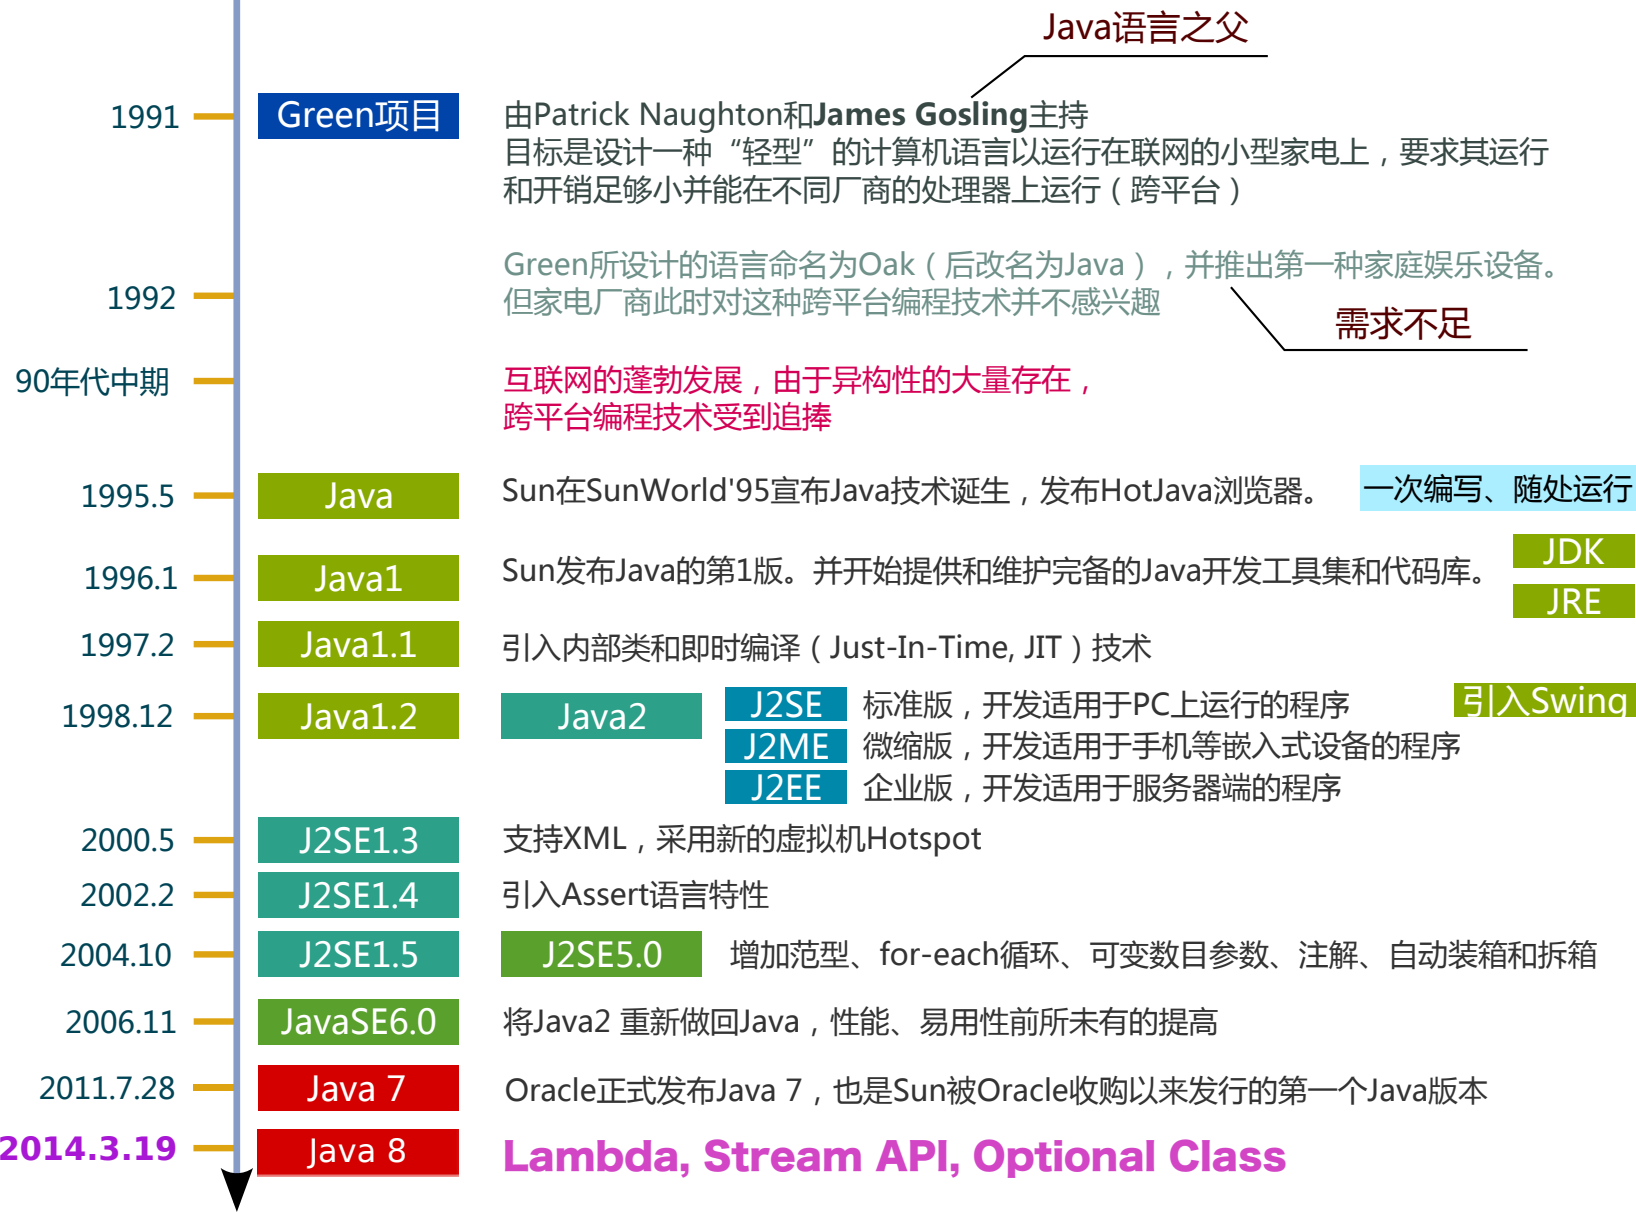 Java语言之父
1991
Green项目
由Patrick Naughton和James Gosling主持
目标是设计一种“轻型”的计算机语言以运行在联网的小型家电上，要求其运行
和开销足够小并能在不同厂商的处理器上运行（跨平台）
1992
Green所设计的语言命名为Oak（后改名为Java），并推出第一种家庭娱乐设备。
但家电厂商此时对这种跨平台编程技术并不感兴趣
需求不足
90年代中期
互联网的蓬勃发展，由于异构性的大量存在，
跨平台编程技术受到追捧
1995.5
Java
Sun在SunWorld'95宣布Java技术诞生，发布HotJava浏览器。
一次编写、随处运行
1996.1
Java1
Sun发布Java的第1版。并开始提供和维护完备的Java开发工具集和代码库。
JDK
JRE
1997.2
Java1.1
引入内部类和即时编译（Just-In-Time, JIT）技术
1998.12
Java1.2
Java2
J2SE 标准版，开发适用于PC上运行的程序
引入Swing
J2ME 微缩版，开发适用于手机等嵌入式设备的程序
J2EE 企业版，开发适用于服务器端的程序
2000.5
J2SE1.3
支持XML，采用新的虚拟机Hotspot
2002.2
J2SE1.4
引入Assert语言特性
2004.10
J2SE1.5
J2SE5.0
增加范型、for-each循环、可变数目参数、注解、自动装箱和拆箱
2006.11
JavaSE6.0
将Java2 重新做回Java，性能、易用性前所未有的提高
2011.7.28
Java 7
Oracle正式发布Java 7，也是Sun被Oracle收购以来发行的第一个Java版本
2014.3.19
Java 8
Lambda, Stream API, Optional Class